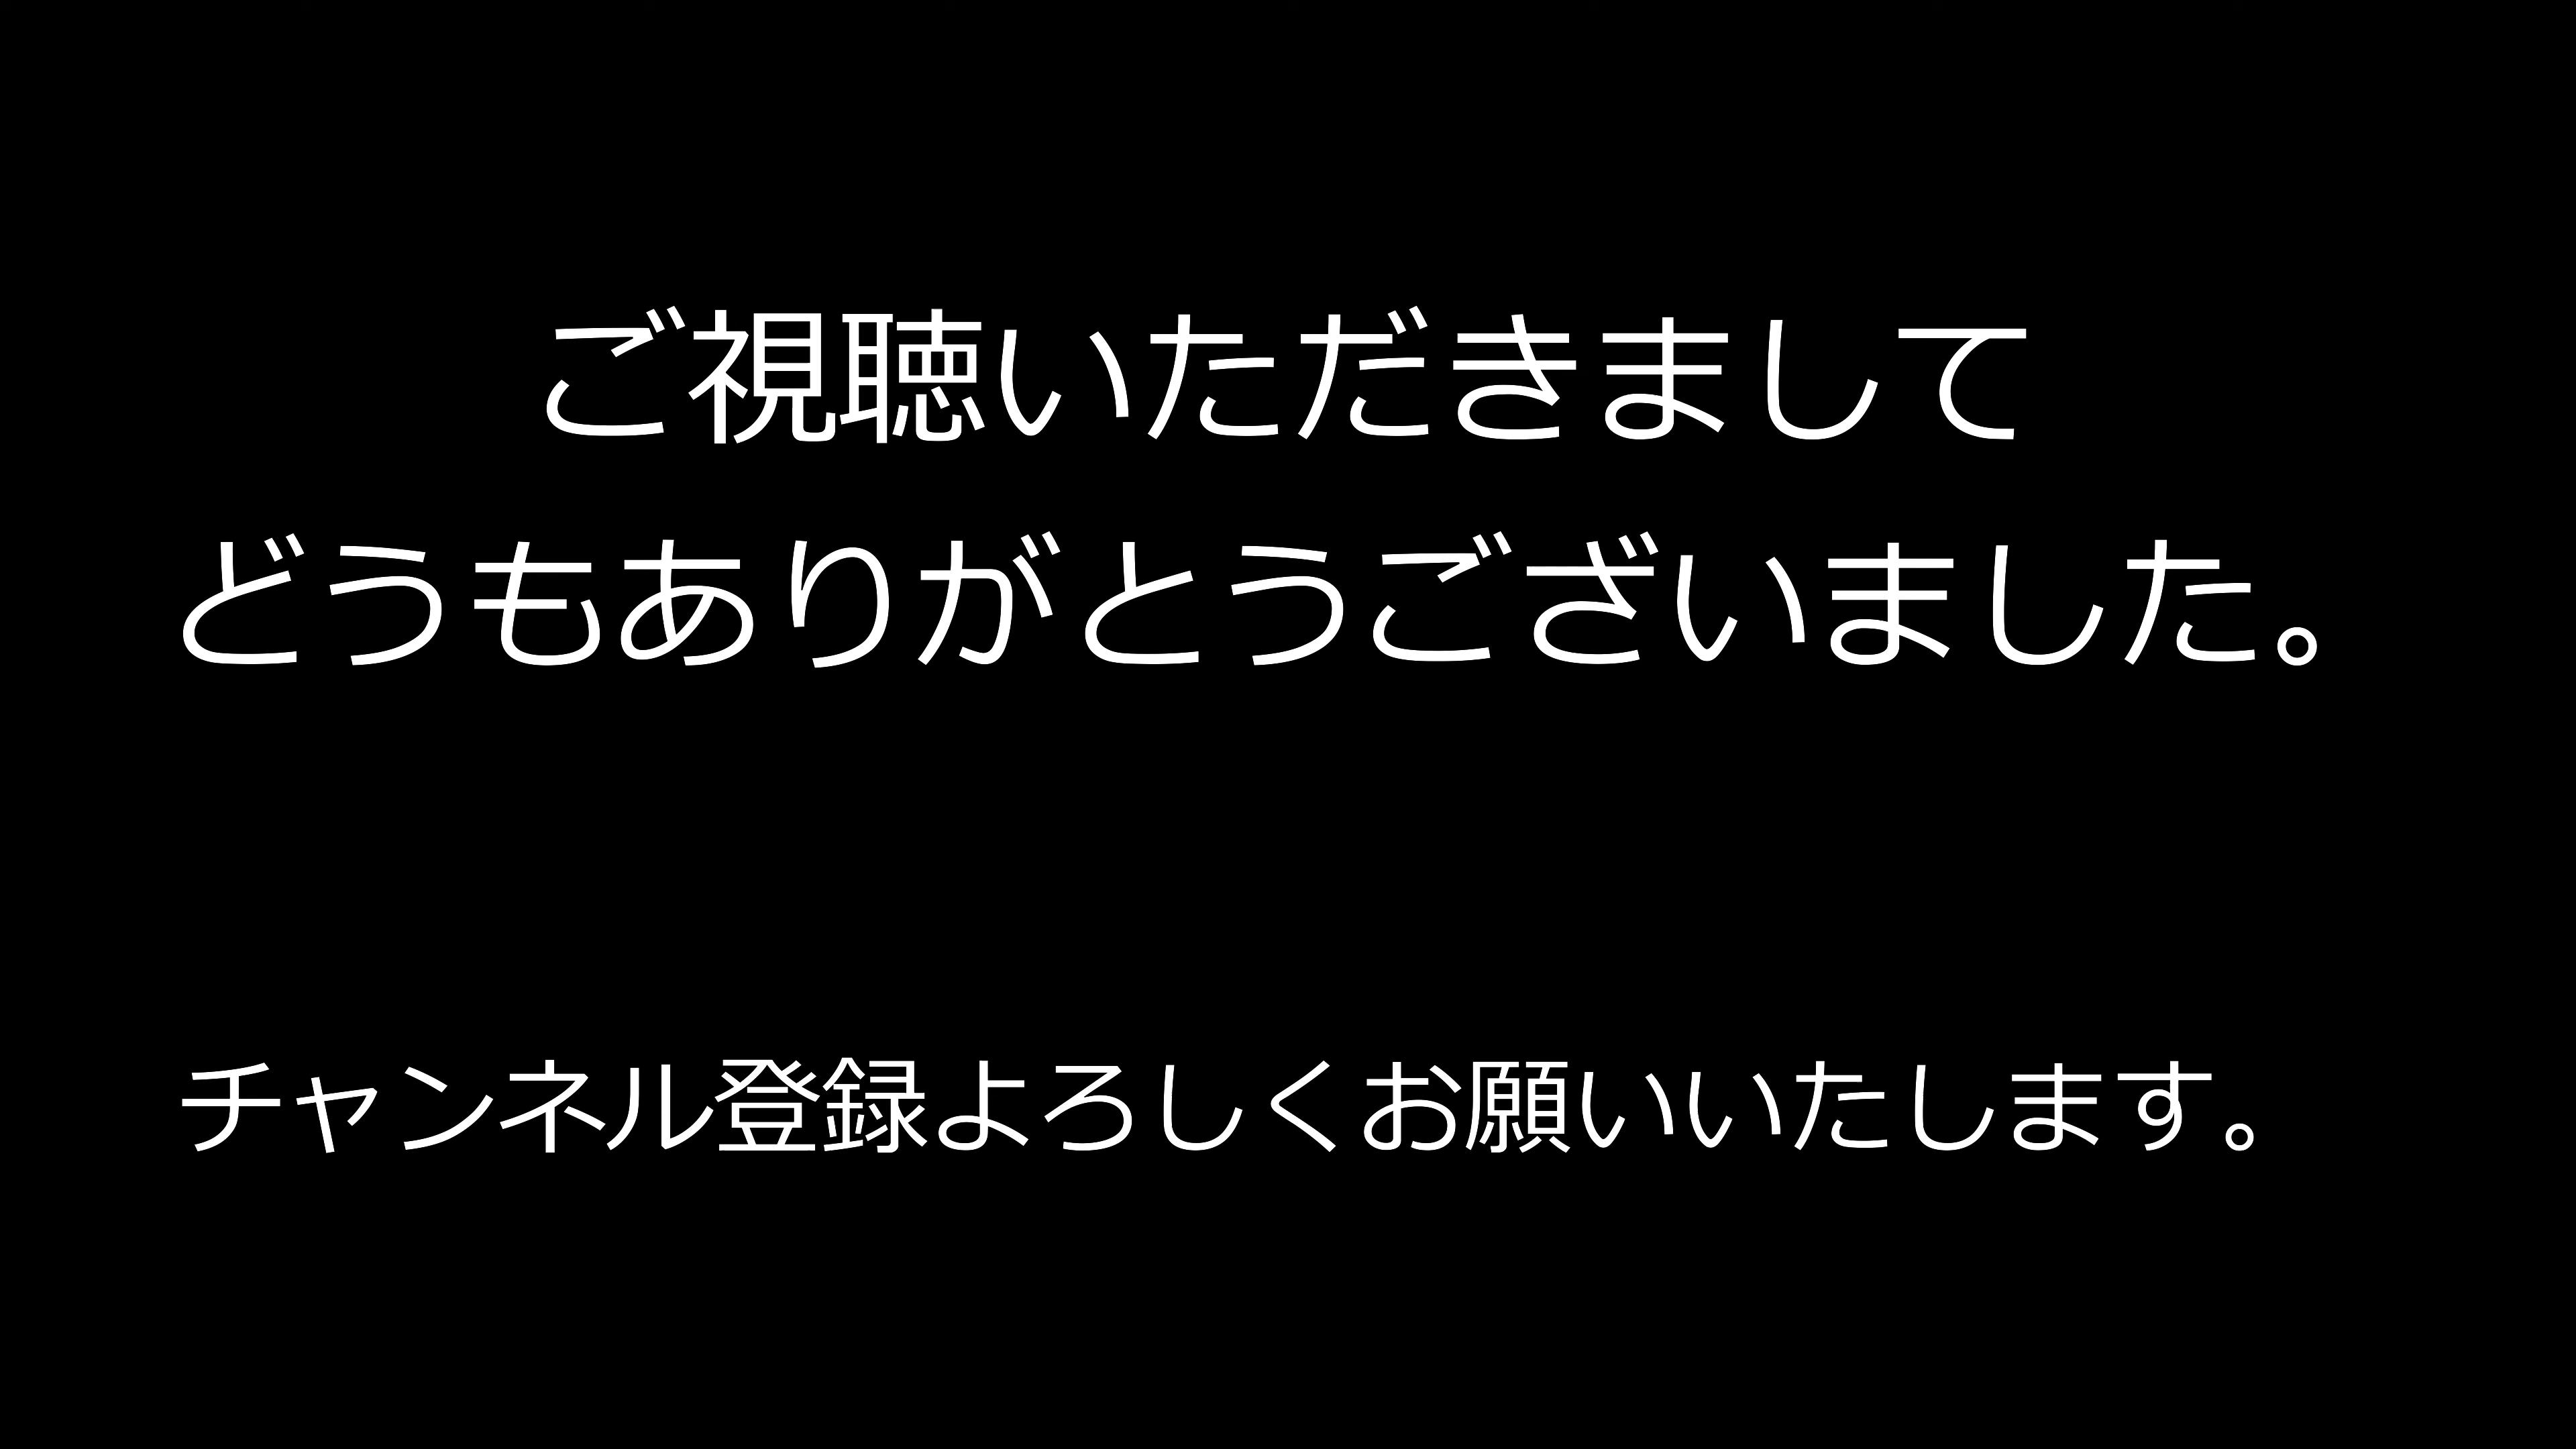 ご視聴いただきまして
どうもありがとうございました。
チャンネル登録よろしくお願いいたします。